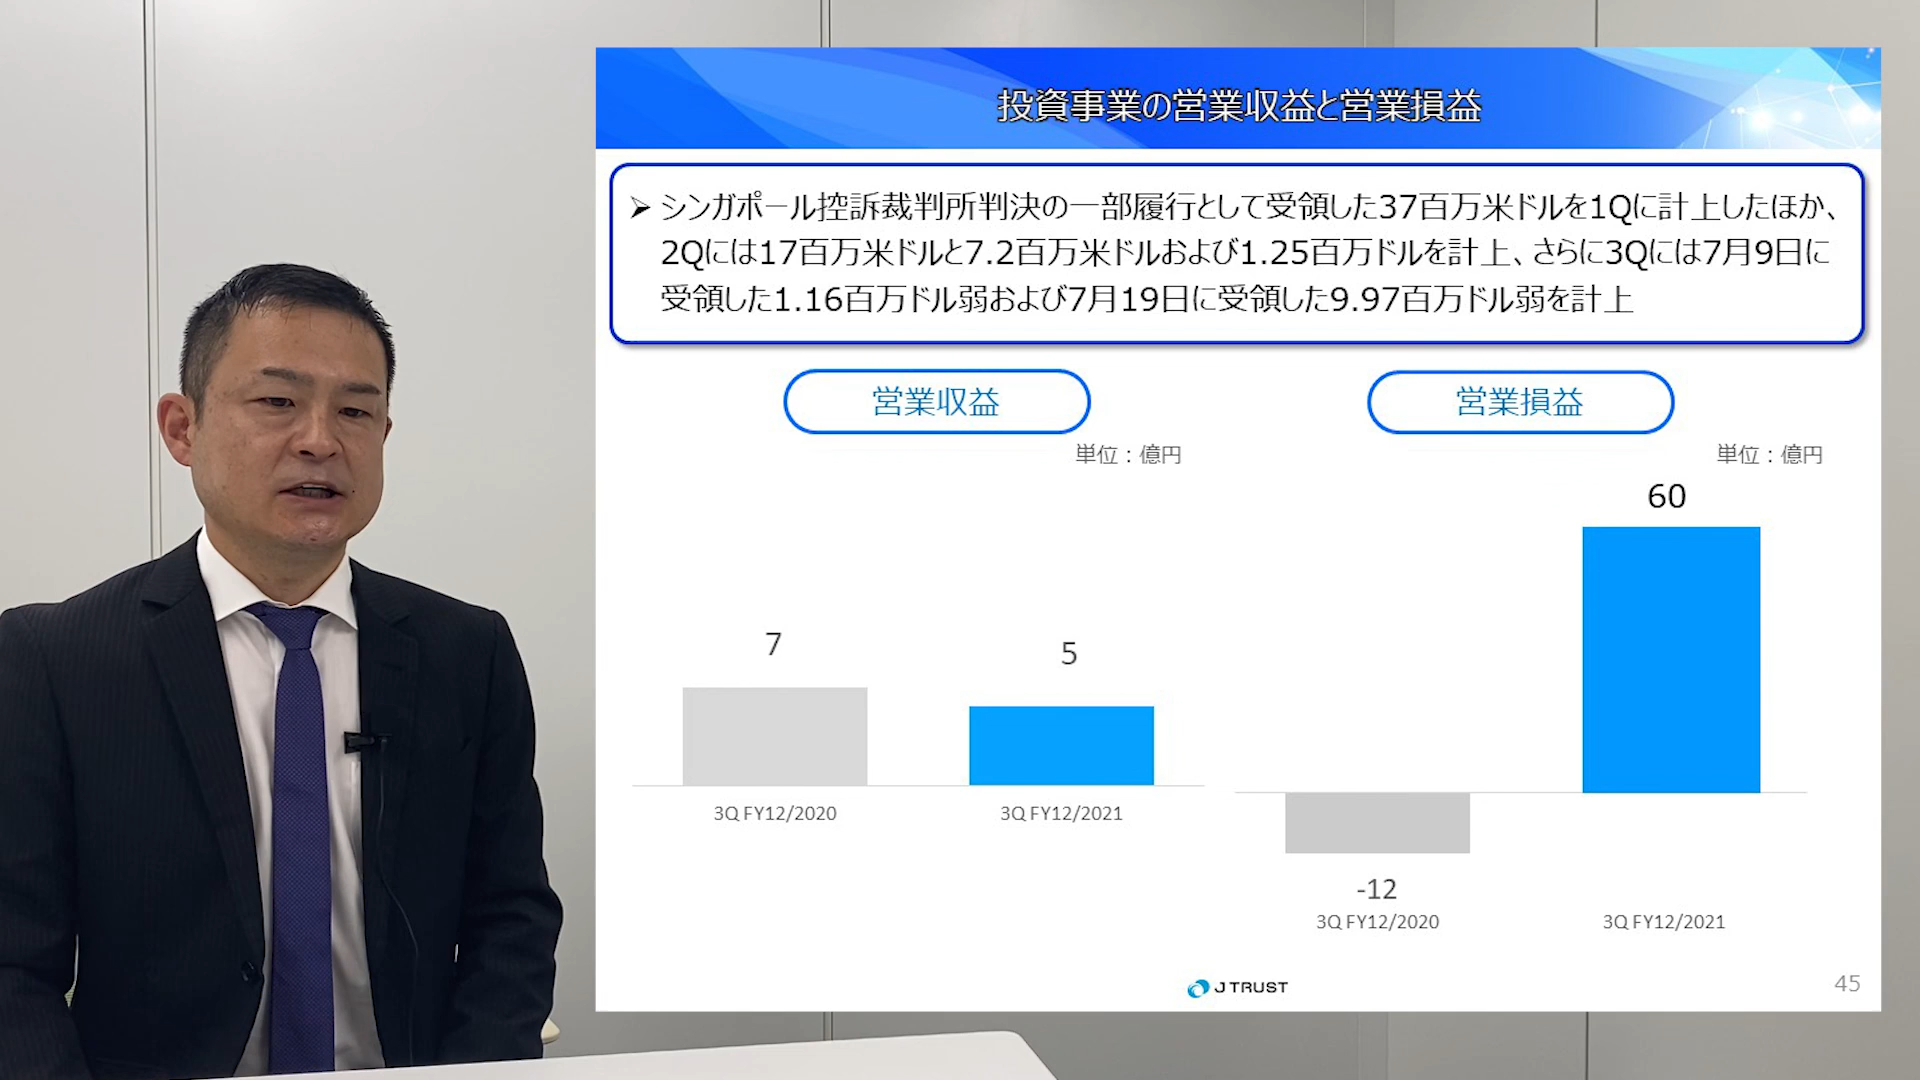 投資事業の営業収益と営業損益
➢ シンガポール控訴裁判所判決の一部履行として受領した37百万米ドルを1Qに計上したほか、
2Qには17百万米ドルと7.2百万米ドルおよび1.25百万ドルを計上、さらに3Qには7月9日に
受領した1.16百万ドル弱および7月19日に受領した9.97百万ドル弱を計上
営業収益
単位：億円
7
5
3Q FY12/2020
3Q FY12/2021
営業損益
単位：億円
60
-12
3Q FY12/2020
3Q FY12/2021
J TRUST
45